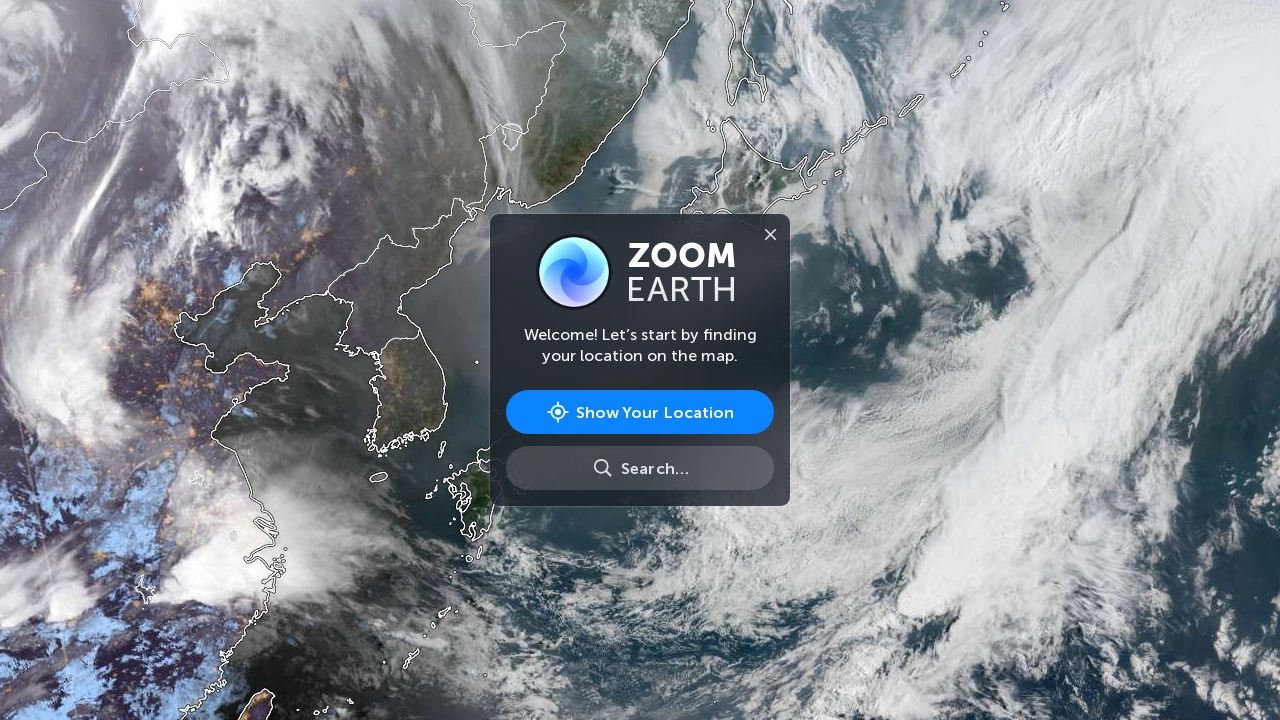 ZOOM
EARTH
Welcome! Let’s start by finding
your location on the map.
Show Your Location
Search…